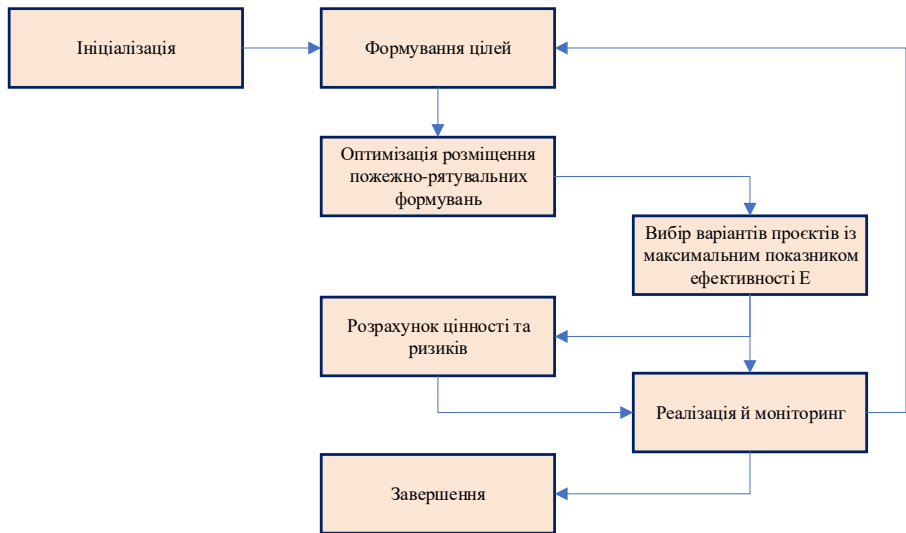 Ініціалізація
Формування цілей
Оптимізація розміщення
пожежно-рятувальних
формувань
Вибір варіантів проєктів із
максимальним показником
ефективності Е
Розрахунок цінності та
ризиків
Реалізація й моніторинг
Завершення